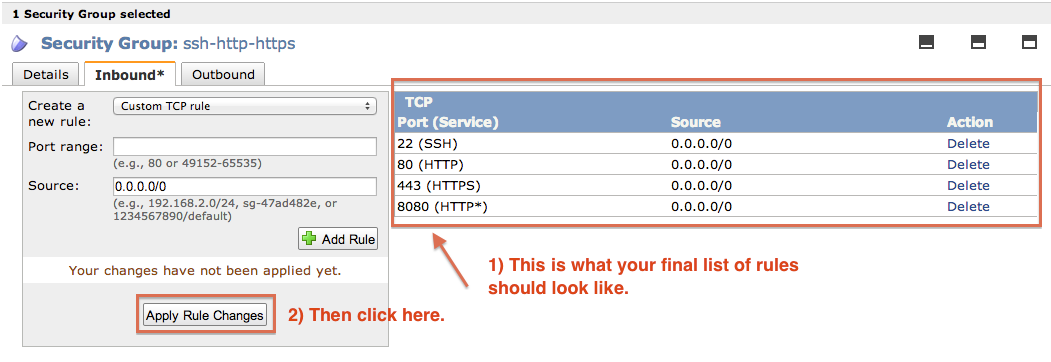 1 Security Group selected
Security Group: ssh-http-https
Details Inbound* Outbound
Create a new rule: Custom TCP rule
Port range:
(e.g., 80 or 49152-65535)
Source: 0.0.0.0/0
(e.g., 192.168.2.0/24, sg-47ad482e, or
1234567890/default)
Add Rule
Your changes have not been applied yet.
Apply Rule Changes
2) Then click here.
TCP
Port (Service) Source Action
22 (SSH) 0.0.0.0/0 Delete
80 (HTTP) 0.0.0.0/0 Delete
443 (HTTPS) 0.0.0.0/0 Delete
8080 (HTTP*) 0.0.0.0/0 Delete
1) This is what your final list of rules
should look like.